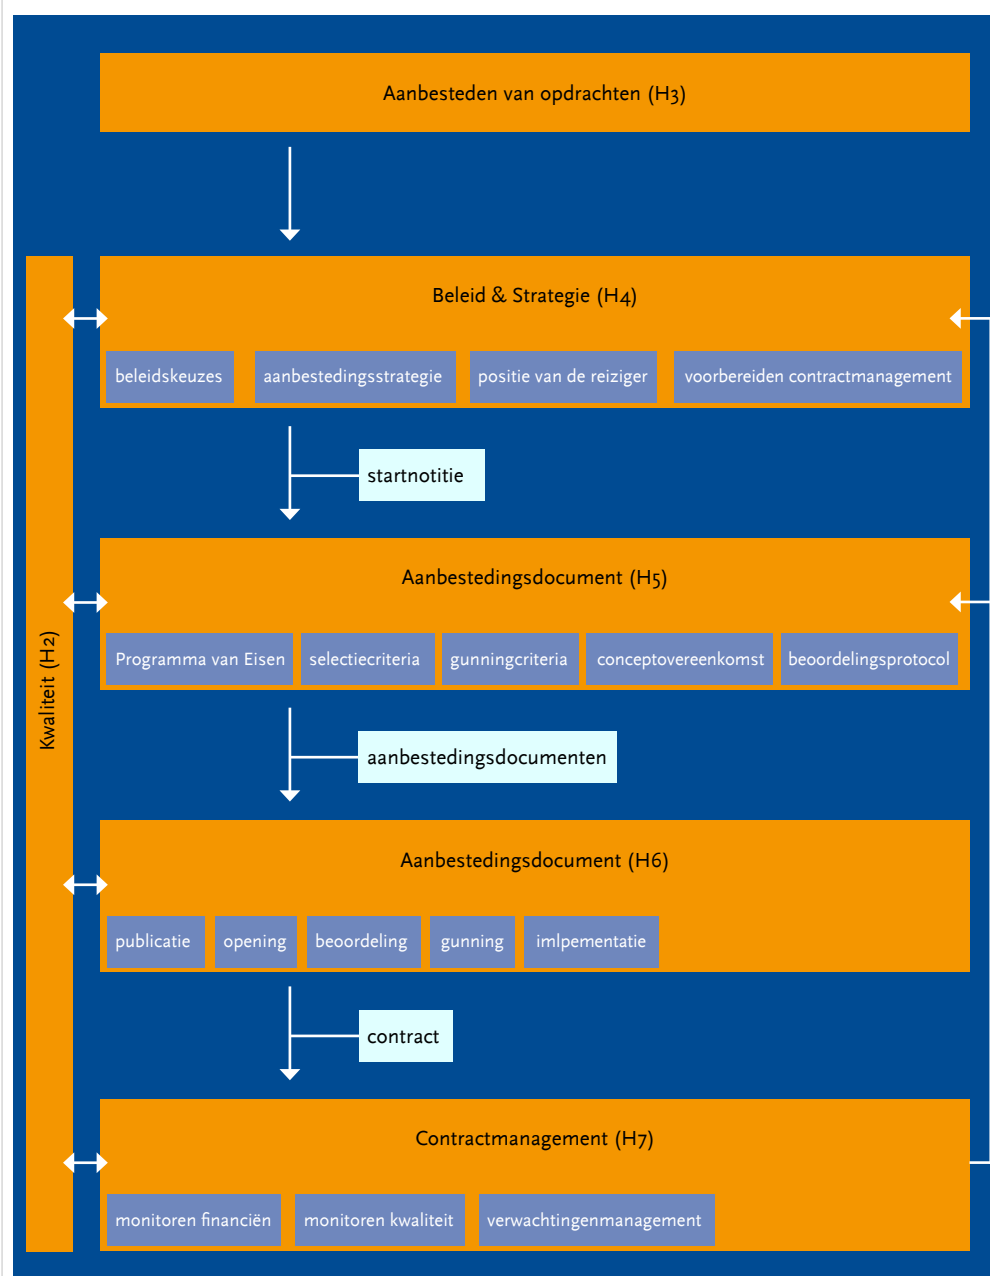 Aanbesteden van opdrachten (H3)
Kwaliteit (H2)
Beleid & Strategie (H4)
beleidskeuzes
aanbestedingsstrategie
positie van de reiziger
voorbereiden contractmanagement
startnotitie
Aanbestedingsdocument (H5)
Programma van Eisen
selectiecriteria
gunningcriteria
conceptovereenkomst
beoordelingsprotocol
aanbestedingsdocumenten
Aanbestedingsdocument (H6)
publicatie
opening
beoordeling
gunning
imlpementatie
contract
Contractmanagement (H7)
monitoren financiën
monitoren kwaliteit
verwachtingenmanagement